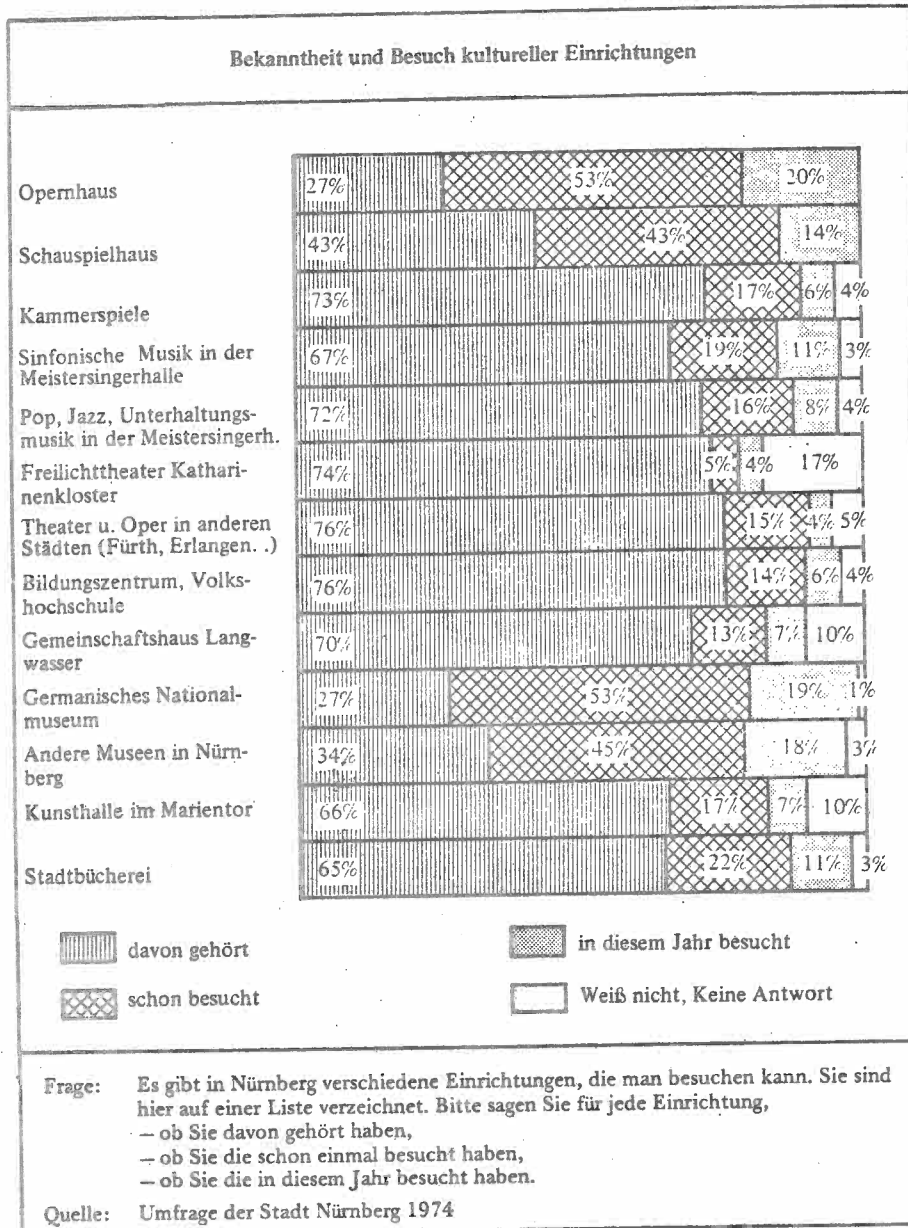 Bekanntheit und Besuch kultureller Einrichtungen
Opernhaus
27% 53% 20%
Schauspielhaus
43% 43% 14%
Kammerspiele
73% 17% 6% 4%
Sinfonische Musik in der
Meistersingerhalle
67% 19% 11% 3%
Pop, Jazz, Unterhaltungs-
musik in der Meistersingerh.
72% 16% 8% 4%
Freilichttheater Kathari-
nenkloster
74% 5% 4% 17%
Theater u. Oper in anderen
Städten (Fürth, Erlangen. .)
76% 15% 4% 5%
Bildungszentrum, Volks-
hochschule
76% 14% 6% 4%
Gemeinschaftshaus Lang-
wasser
70% 13% 7% 10%
Germanisches National-
museum
27% 53% 19% 1%
Andere Museen in Nürn-
berg
34% 45% 18% 3%
Kunsthalle im Marientor
66% 17% 7% 10%
Stadtbücherei
65% 22% 11% 3%
davon gehört
in diesem Jahr besucht
schon besucht
Weiß nicht, Keine Antwort
Frage: Es gibt in Nürnberg verschiedene Einrichtungen, die man besuchen kann. Sie sind
hier auf einer Liste verzeichnet. Bitte sagen Sie für jede Einrichtung,
– ob Sie davon gehört haben,
– ob Sie die schon einmal besucht haben,
– ob Sie die in diesem Jahr besucht haben.
Quelle: Umfrage der Stadt Nürnberg 1974